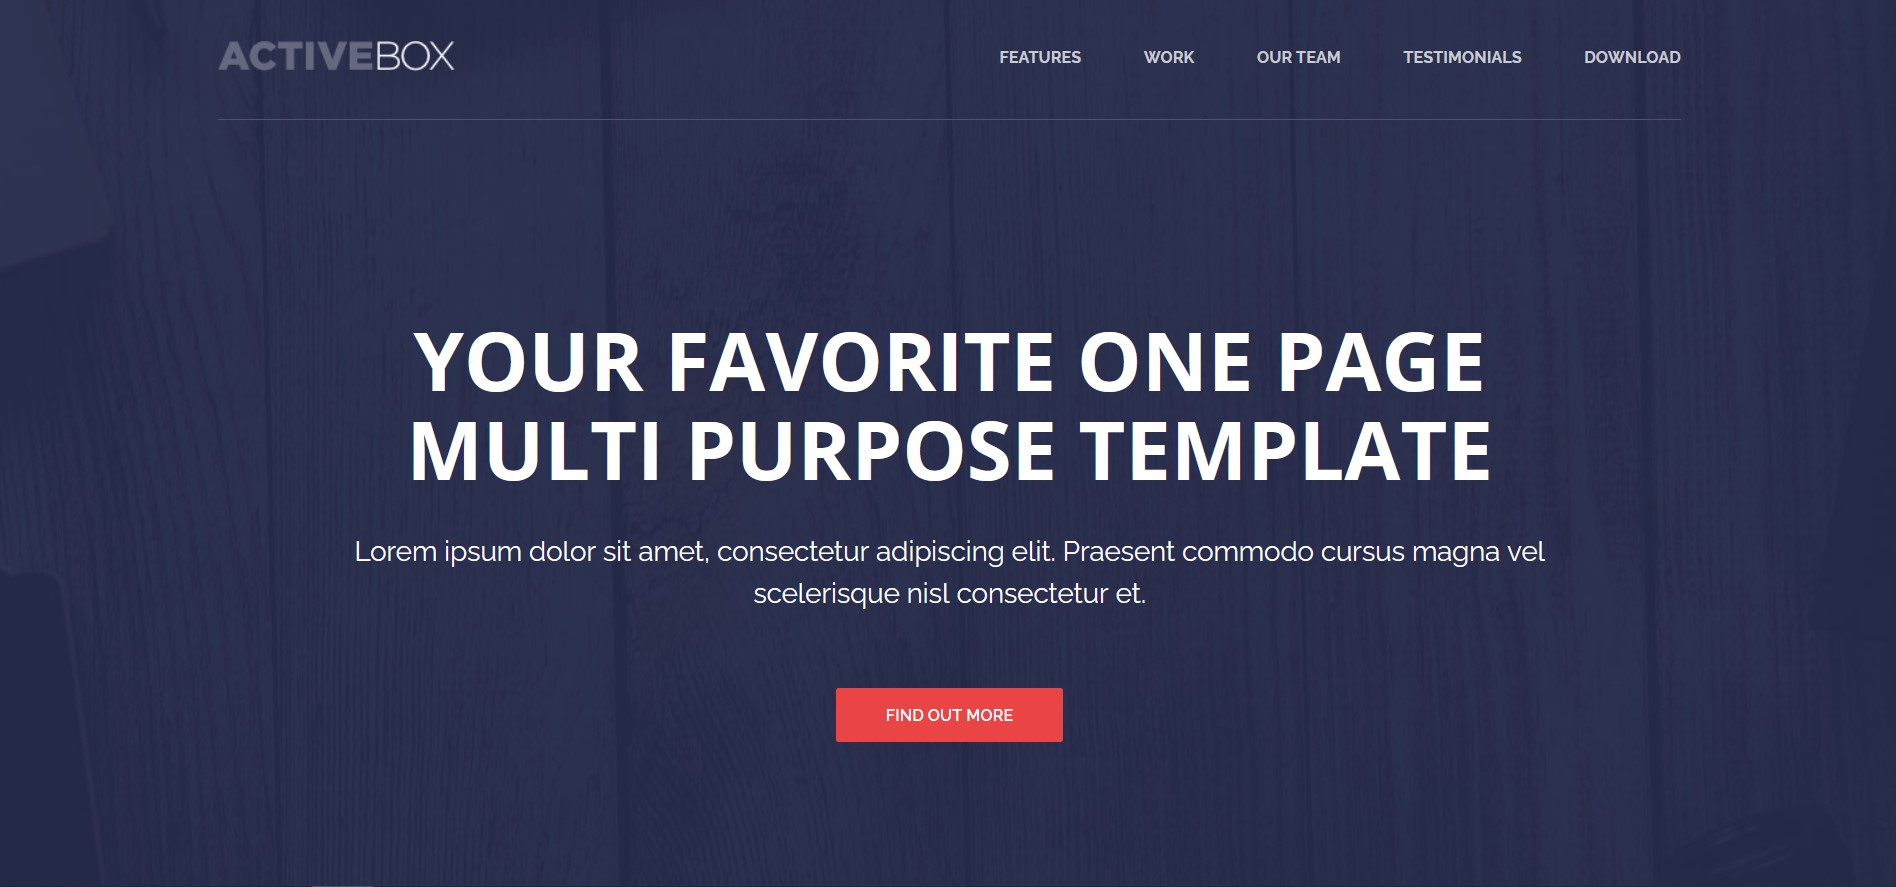 ACTIVEBOX
FEATURES WORK OUR TEAM TESTIMONIALS DOWNLOAD
YOUR FAVORITE ONE PAGE
MULTI PURPOSE TEMPLATE
Lorem ipsum dolor sit amet, consectetur adipiscing elit. Praesent commodo cursus magna vel
scelerisque nisl consectetur et.
FIND OUT MORE